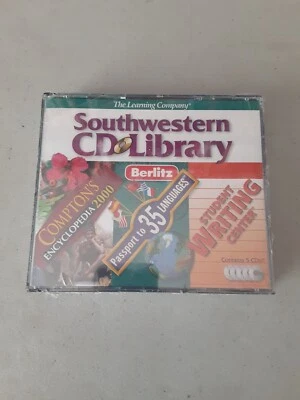 The Learning Company®
Southwestern
CD Library
Berlitz
COMPTON'S
ENCYCLOPEDIA 2000
Passport to 35 LANGUAGES
STUDENT
WRITING
CENTER
Contains 5 CDs!